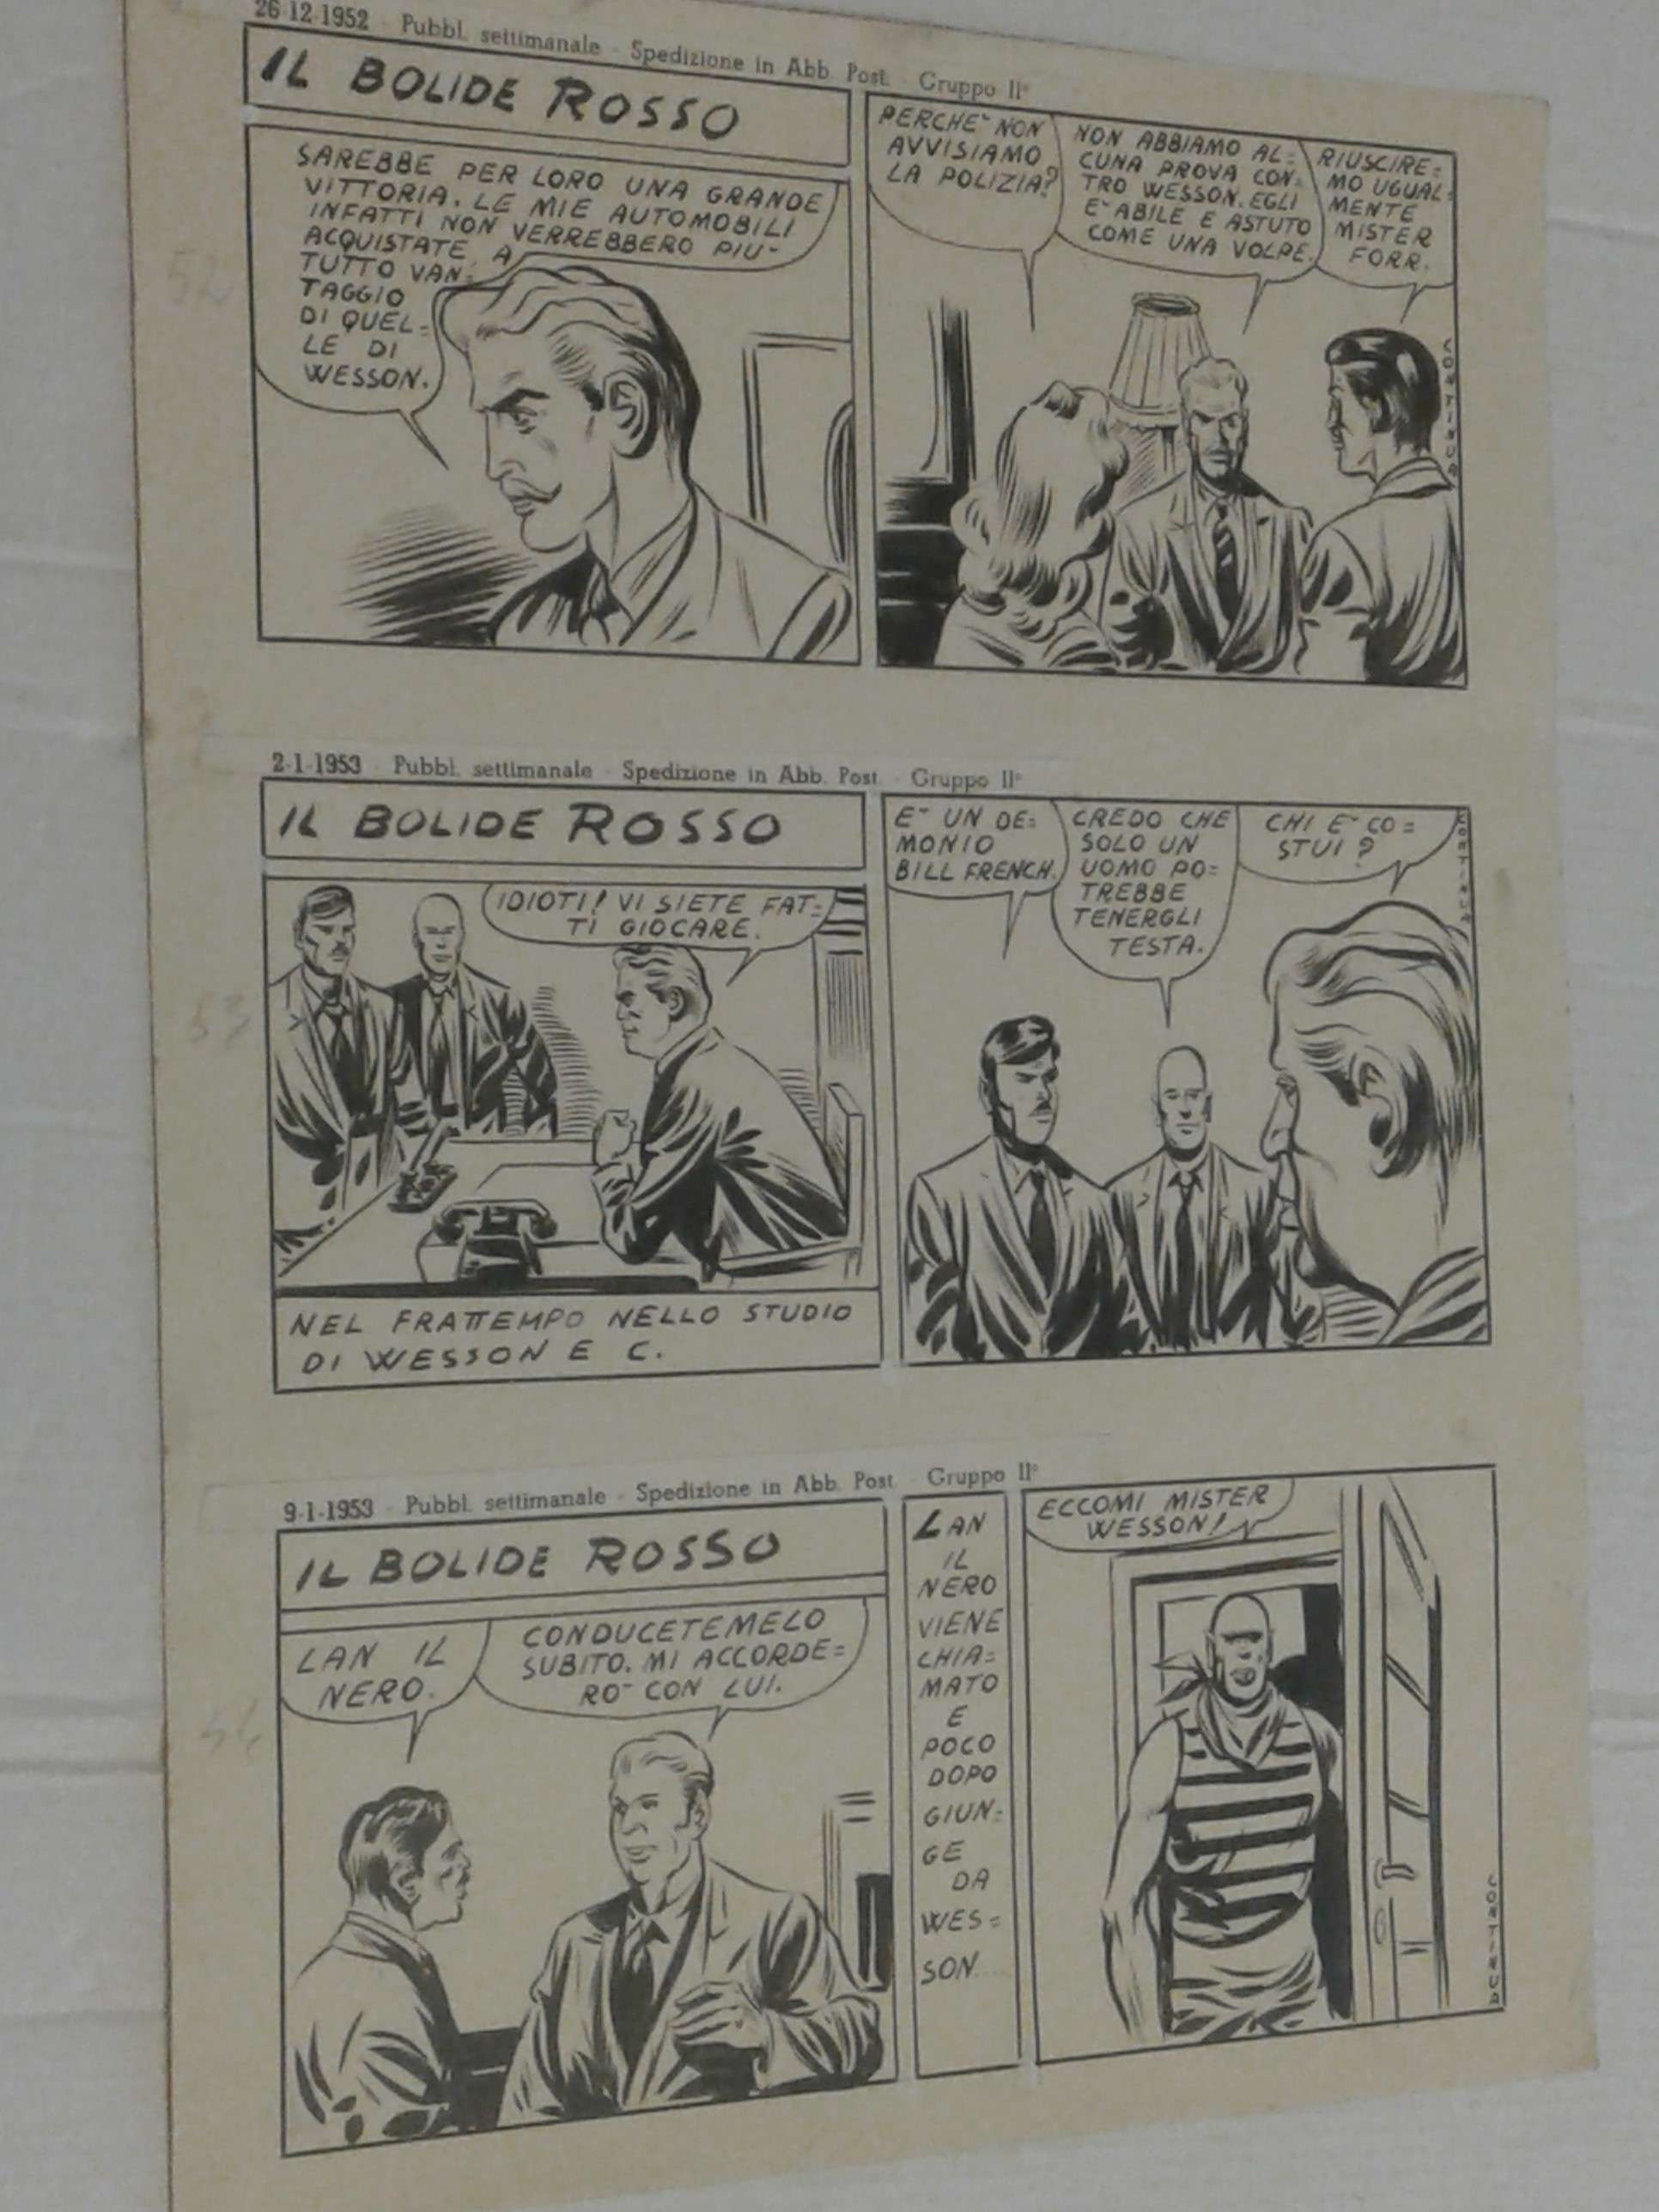 26-12-1952 - Pubbl. settimanale - Spedizione in Abb. Post. - Gruppo II°
IL BOLIDE ROSSO
SAREBBE PER LORO UNA GRANDE
VITTORIA. LE MIE AUTOMOBILI
INFATTI NON VERREBBERO PIU-
ACQUISTATE, A
TUTTO VAN=
TAGGIO
DI QUEL=
LE DI
WESSON.
PERCHE- NON
AVVISIAMO
LA POLIZIA?
NON ABBIAMO AL=
CUNA PROVA CON=
TRO WESSON. EGLI
E- ABILE E ASTUTO
COME UNA VOLPE.
RIUSCIRE=
MO UGUAL=
MENTE
MISTER
FORR.
CONTINUA
52
2-1-1953 - Pubbl. settimanale - Spedizione in Abb. Post. - Gruppo II°
IL BOLIDE ROSSO
IDIOTI! VI SIETE FAT=
TI GIOCARE.
NEL FRATTEMPO NELLO STUDIO
DI WESSON E C.
E- UN DE=
MONIO
BILL FRENCH.
CREDO CHE
SOLO UN
UOMO PO=
TREBBE
TENERGLI
TESTA.
CHI E- CO=
STUI?
CONTINUA
53
9-1-1953 - Pubbl. settimanale - Spedizione in Abb. Post. - Gruppo II°
IL BOLIDE ROSSO
LAN IL
NERO.
CONDUCETEMELO
SUBITO. MI ACCORDE=
RO- CON LUI.
LAN
IL
NERO
VIENE
CHIA=
MATO
E
POCO
DOPO
GIUN=
GE
DA
WES=
SON...
ECCOMI MISTER
WESSON!
CONTINUA
54